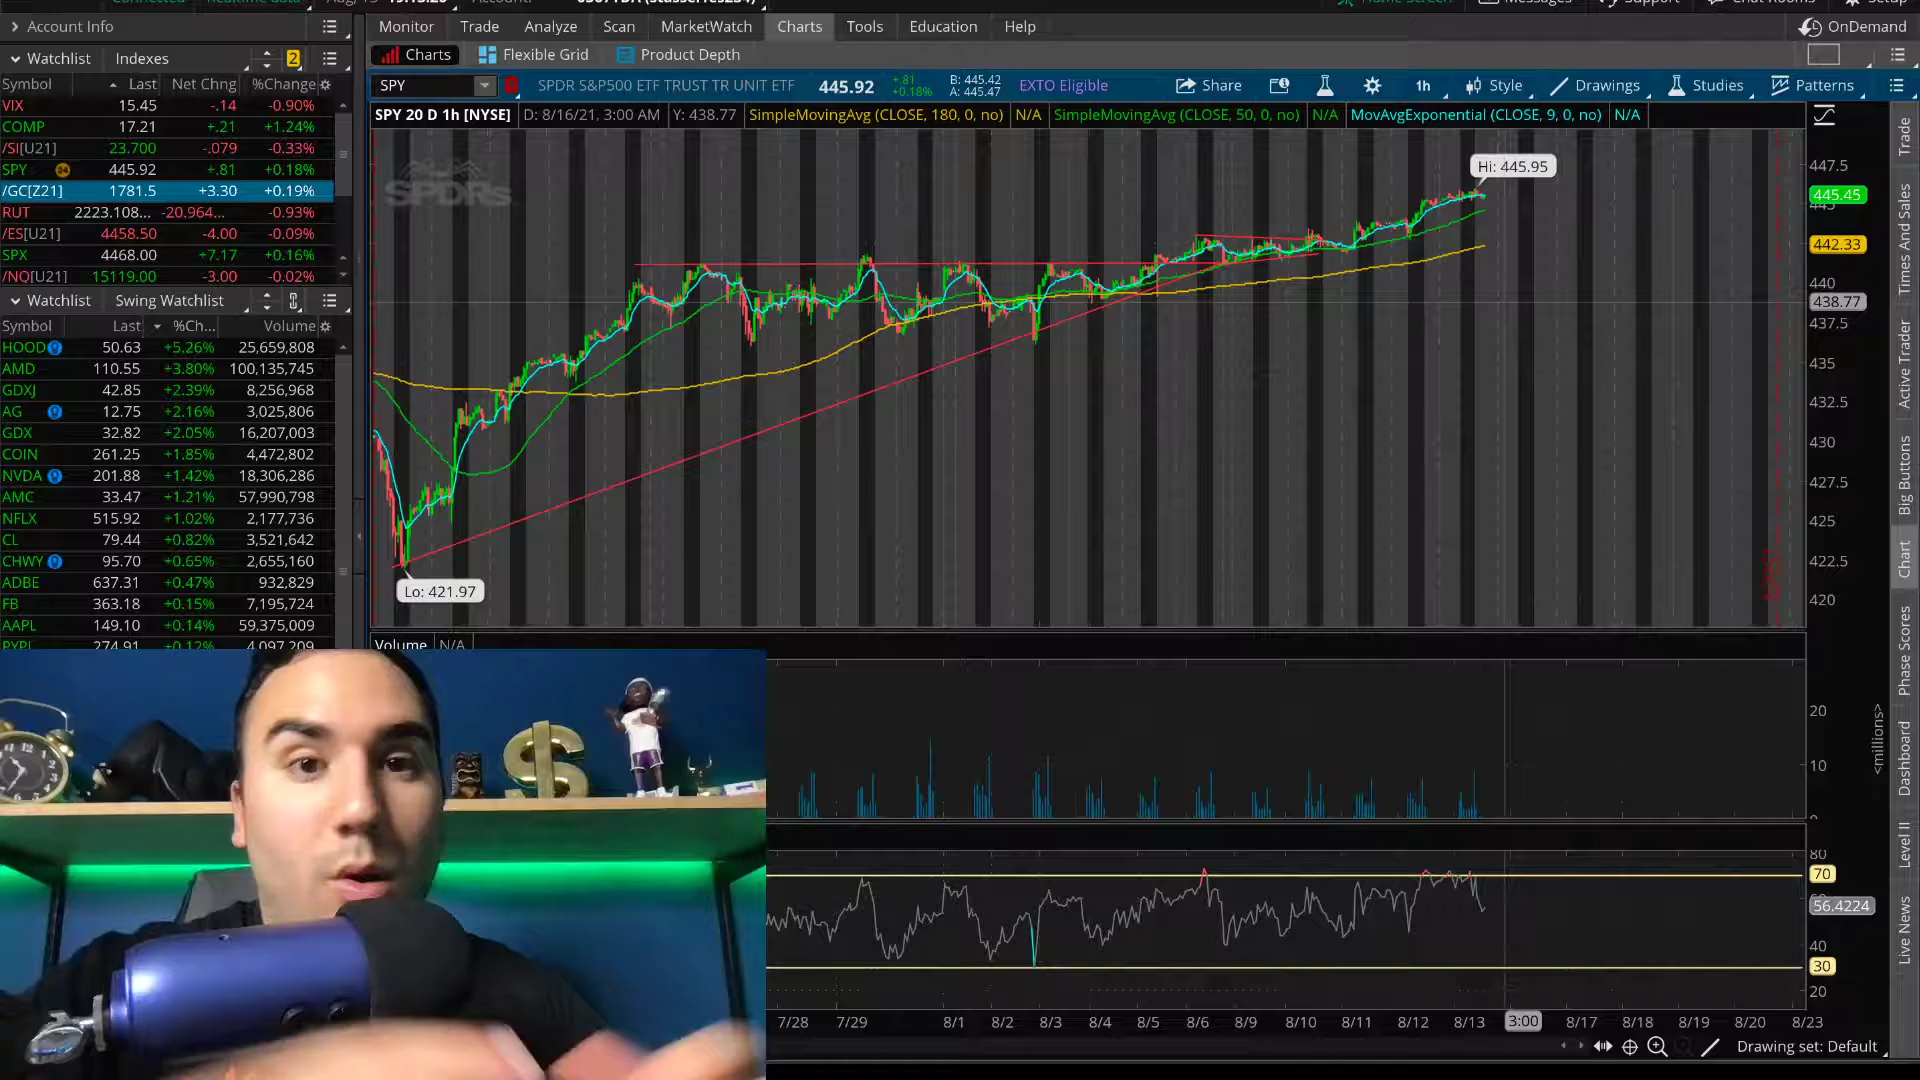 Account Info
Monitor Trade Analyze Scan MarketWatch Charts Tools Education Help
OnDemand
Watchlist Indexes 2
Charts Flexible Grid Product Depth
Symbol Last Net Chng %Change
SPY SPDR S&P500 ETF TRUST TR UNIT ETF 445.92 +.81 +0.18% B: 445.42 A: 445.47 EXTO Eligible Share 1h Style Drawings Studies Patterns
SPY 20 D 1h [NYSE] D: 8/16/21, 3:00 AM Y: 438.77 SimpleMovingAvg (CLOSE, 180, 0, no) N/A SimpleMovingAvg (CLOSE, 50, 0, no) N/A MovAvgExponential (CLOSE, 9, 0, no) N/A
VIX 15.45 -.14 -0.90%
COMP 17.21 +.21 +1.24%
/SI[U21] 23.700 -.079 -0.33%
SPY 445.92 +.81 +0.18%
/GC[Z21] 1781.5 +3.30 +0.19%
RUT 2223.108... -20.964... -0.93%
/ES[U21] 4458.50 -4.00 -0.09%
SPX 4468.00 +7.17 +0.16%
/NQ[U21] 15119.00 -3.00 -0.02%
Watchlist Swing Watchlist
Symbol Last %Ch... Volume
HOOD 50.63 +5.26% 25,659,808
AMD 110.55 +3.80% 100,135,745
GDXJ 42.85 +2.39% 8,256,968
AG 12.75 +2.16% 3,025,806
GDX 32.82 +2.05% 16,207,003
COIN 261.25 +1.85% 4,472,802
NVDA 201.88 +1.42% 18,306,286
AMC 33.47 +1.21% 57,990,798
NFLX 515.92 +1.02% 2,177,736
CL 79.44 +0.82% 3,521,642
CHWY 95.70 +0.65% 2,655,160
ADBE 637.31 +0.47% 932,829
FB 363.18 +0.15% 7,195,724
AAPL 149.10 +0.14% 59,375,009
PYPL 274.91 +0.12% 4,097,209
SPDRs
Hi: 445.95
Lo: 421.97
447.5
445.45
445
442.33
440
438.77
437.5
435
432.5
430
427.5
425
422.5
420
Volume N/A
20
10
<millions>
80
70
56.4224
40
30
20
7/28 7/29 8/1 8/2 8/3 8/4 8/5 8/6 8/9 8/10 8/11 8/12 8/13 3:00 8/17 8/18 8/19 8/20 8/23
Drawing set: Default
Trade
Times And Sales
Active Trader
Big Buttons
Chart
Phase Scores
Dashboard
Level II
Live News